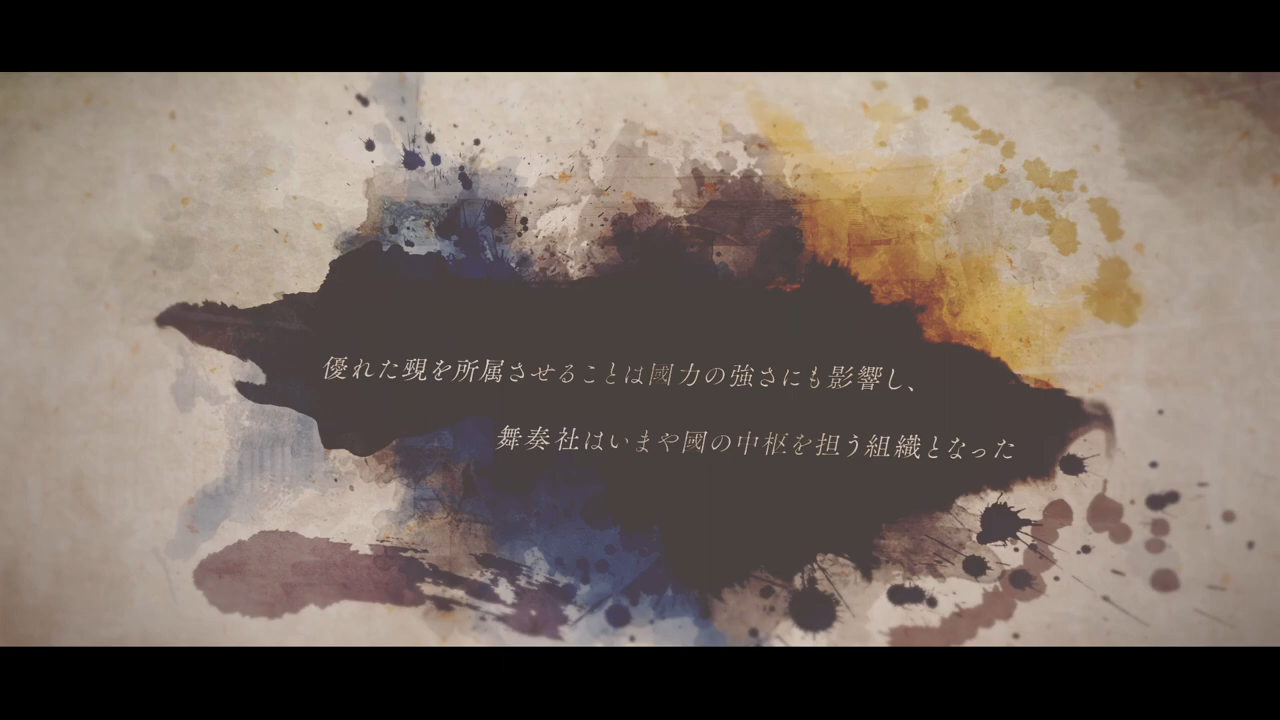 優れた覡を所属させることは國力の強さにも影響し、
舞奏社はいまや國の中枢を担う組織となった